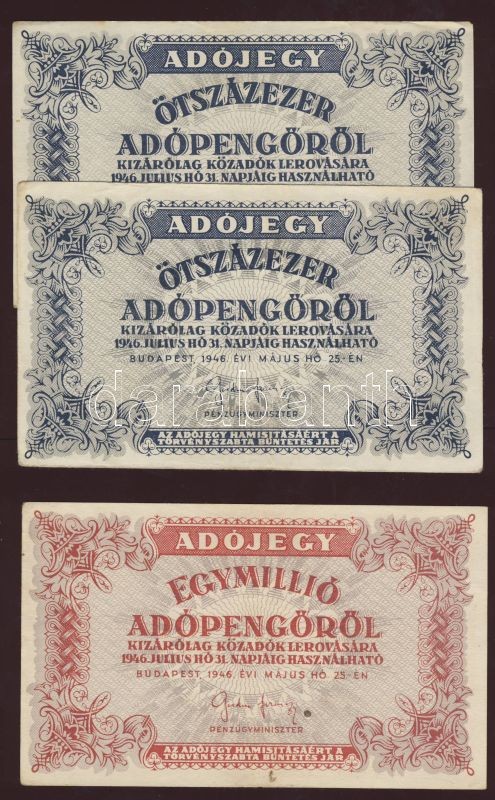 ADÓJEGY
ÖTSZÁZEZER
ADÓPENGŐRŐL
KIZÁRÓLAG KÖZADÓK LEROVÁSÁRA
1946. JULIUS HÓ 31. NAPJÁIG HASZNÁLHATÓ
ADÓJEGY
ÖTSZÁZEZER
ADÓPENGŐRŐL
KIZÁRÓLAG KÖZADÓK LEROVÁSÁRA
1946. JULIUS HÓ 31. NAPJÁIG HASZNÁLHATÓ
BUDAPEST, 1946. ÉVI MÁJUS HÓ 25.-ÉN
darabanth
PÉNZÜGYMINISZTER
AZ ADÓJEGY HAMISITÁSAÉRT A
TÖRVÉNYSZABTA BÜNTETÉS JÁR
ADÓJEGY
EGYMILLIÓ
ADÓPENGŐRŐL
KIZÁRÓLAG KÖZADÓK LEROVÁSÁRA
1946. JULIUS HÓ 31. NAPJÁIG HASZNÁLHATÓ
BUDAPEST, 1946. ÉVI MÁJUS HÓ 25.-ÉN
PÉNZÜGYMINISZTER
AZ ADÓJEGY HAMISITÁSAÉRT A
TÖRVÉNYSZABTA BÜNTETÉS JÁR